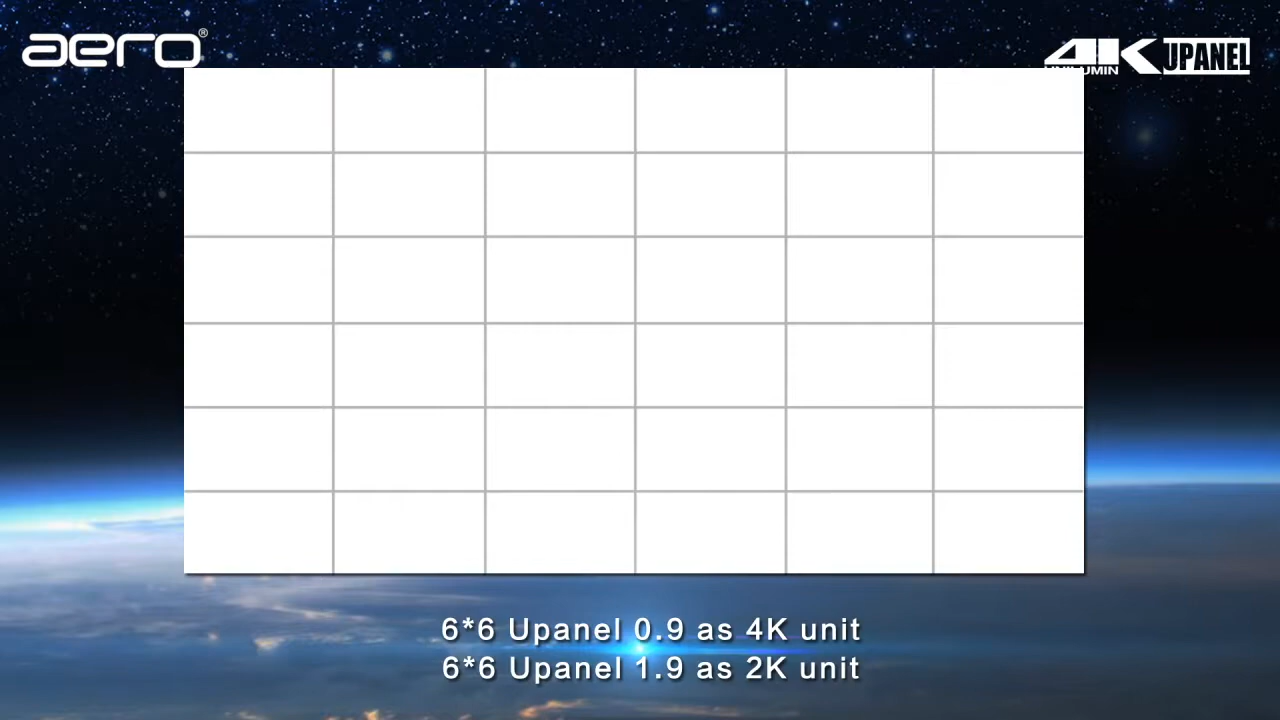 aero®
4K UPANEL
UNILUMIN
6*6 Upanel 0.9 as 4K unit
6*6 Upanel 1.9 as 2K unit